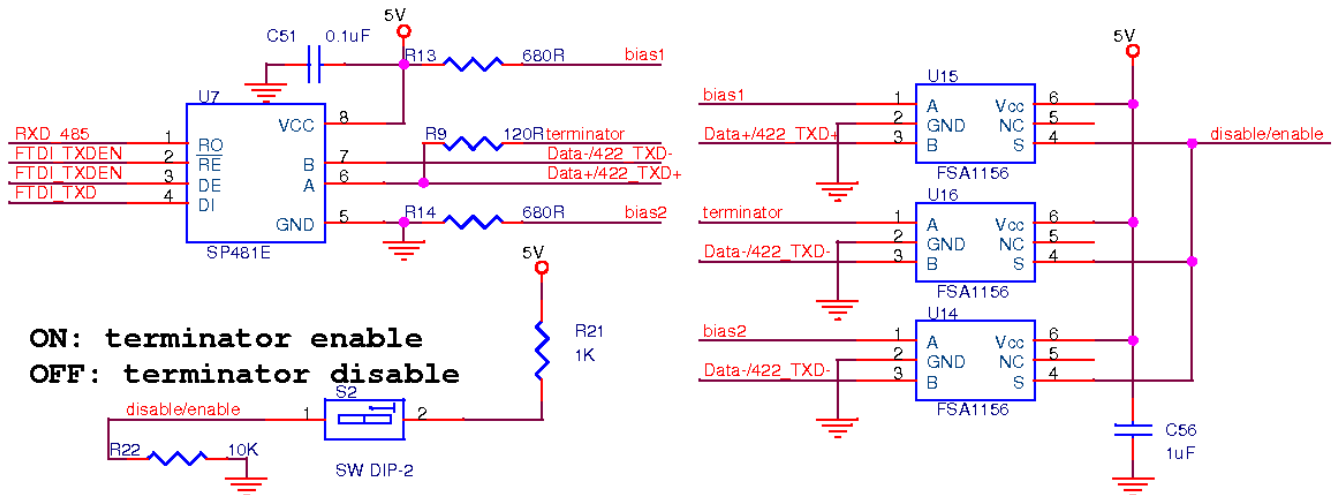 5V
C51 0.1uF
R13 680R bias1
U7
VCC 8
R9 120R terminator
RXD_485 1 RO
FTDI_TXDEN 2 RE
B 7 Data-/422_TXD-
FTDI_TXDEN 3 DE
A 6 Data+/422_TXD+
FTDI_TXD 4 DI
GND 5 R14 680R bias2
SP481E
5V
ON: terminator enable
OFF: terminator disable
R21
1K
S2
disable/enable 1 2
R22 10K
SW DIP-2
5V
U15
bias1 1 A Vcc 6
2 GND NC 5
Data+/422_TXD+ 3 B S 4 disable/enable
FSA1156
U16
terminator 1 A Vcc 6
2 GND NC 5
Data-/422_TXD- 3 B S 4
FSA1156
U14
bias2 1 A Vcc 6
2 GND NC 5
Data-/422_TXD- 3 B S 4
FSA1156
C56
1uF